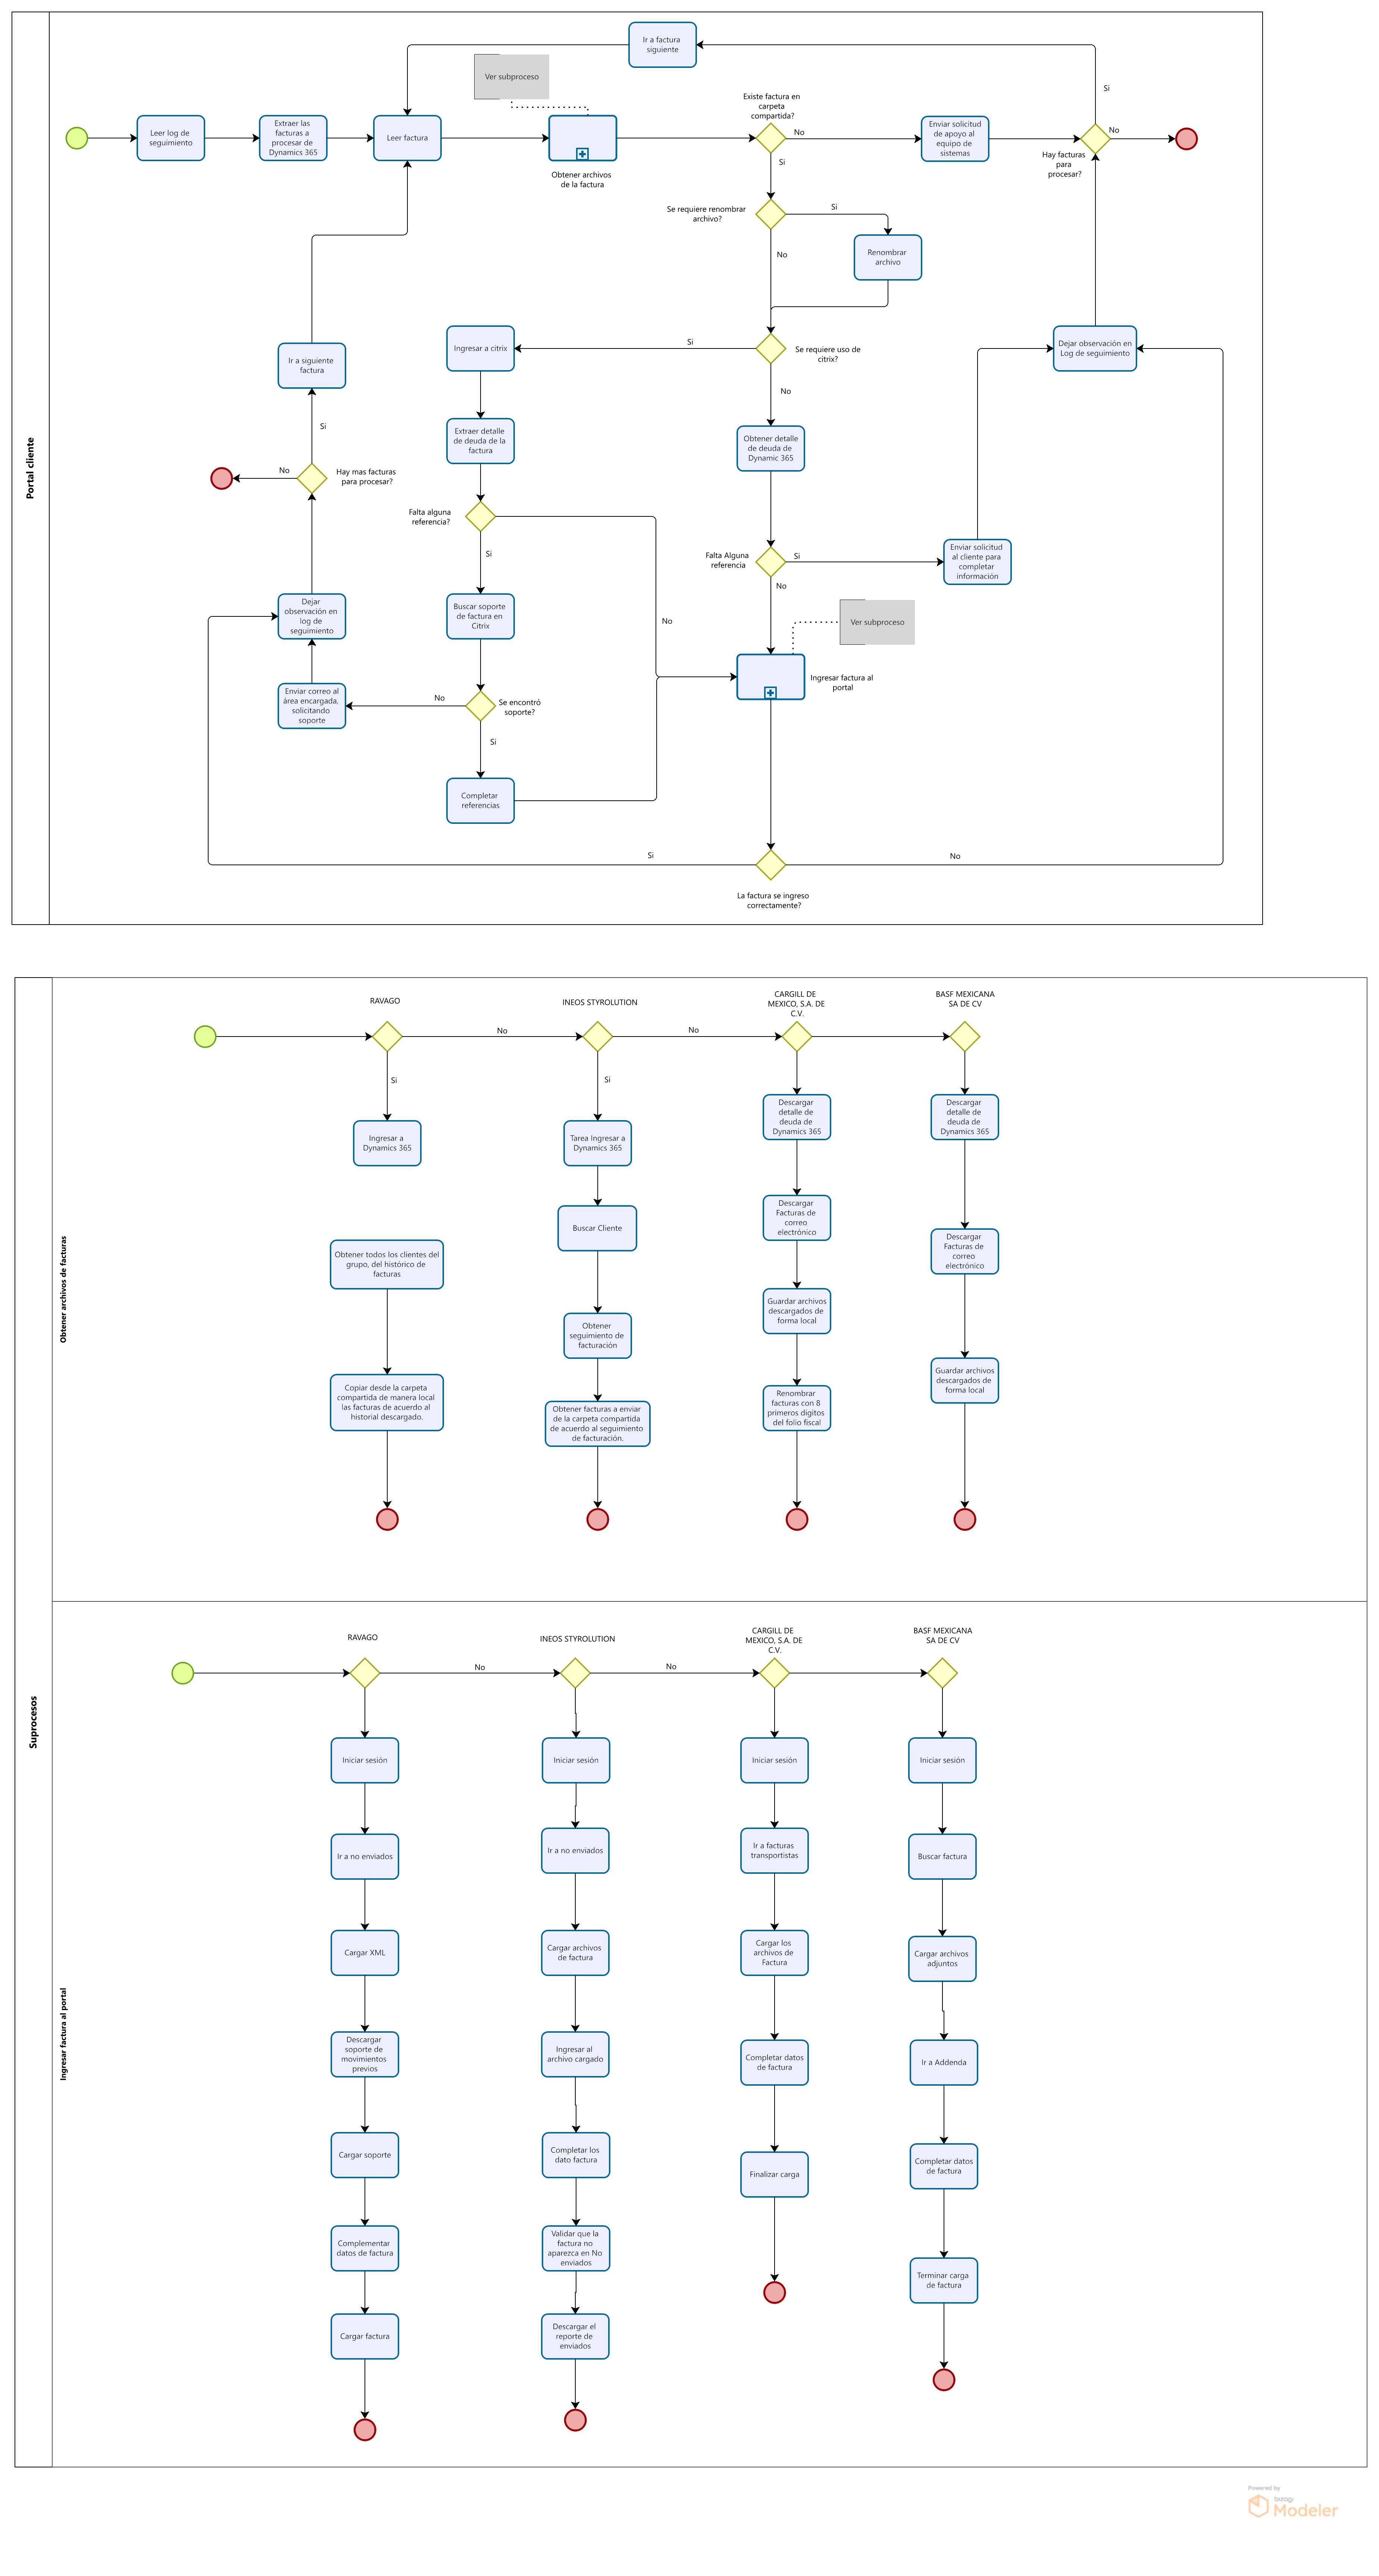 Portal cliente
Ir a factura
siguiente
Ver subproceso
Existe factura en
carpeta
compartida?
Si
Leer log de
seguimiento
Extraer las
facturas a
procesar de
Dynamics 365
Leer factura
Obtener archivos
de la factura
No
Enviar solicitud
de apoyo al
equipo de
sistemas
No
Hay facturas
para
procesar?
Si
Se requiere renombrar
archivo?
Si
No
Renombrar
archivo
Ir a siguiente
factura
Ingresar a citrix
Si
Se requiere uso de
citrix?
Dejar observación en
Log de seguimiento
No
Si
Extraer detalle
de deuda de la
factura
Obtener detalle
de deuda de
Dynamic 365
No
Hay mas facturas
para procesar?
Falta alguna
referencia?
Si
Falta Alguna
referencia
Si
No
Enviar solicitud
al cliente para
completar
información
Dejar
observación en
log de
seguimiento
Buscar soporte
de factura en
Citrix
No
Ver subproceso
Ingresar factura al
portal
Enviar correo al
área encargada,
solicitando
soporte
No
Se encontró
soporte?
Si
Completar
referencias
Si
No
La factura se ingreso
correctamente?
Suprocesos
Obtener archivos de facturas
RAVAGO
INEOS STYROLUTION
CARGILL DE
MEXICO, S.A. DE
C.V.
BASF MEXICANA
SA DE CV
No
No
Si
Si
Ingresar a
Dynamics 365
Obtener todos los clientes del
grupo, del histórico de
facturas
Copiar desde la carpeta
compartida de manera local
las facturas de acuerdo al
historial descargado.
Tarea Ingresar a
Dynamics 365
Buscar Cliente
Obtener
seguimiento de
facturación
Obtener facturas a enviar
de la carpeta compartida
de acuerdo al seguimiento
de facturación.
Descargar
detalle de
deuda de
Dynamics 365
Descargar
Facturas de
correo
electrónico
Guardar archivos
descargados de
forma local
Renombrar
facturas con 8
primeros digitos
del folio fiscal
Descargar
detalle de
deuda de
Dynamics 365
Descargar
Facturas de
correo
electrónico
Guardar archivos
descargados de
forma local
Ingresar factura al portal
RAVAGO
INEOS STYROLUTION
CARGILL DE
MEXICO, S.A. DE
C.V.
BASF MEXICANA
SA DE CV
No
No
Iniciar sesión
Ir a no enviados
Cargar XML
Descargar
soporte de
movimientos
previos
Cargar soporte
Complementar
datos de factura
Cargar factura
Iniciar sesión
Ir a no enviados
Cargar archivos
de factura
Ingresar al
archivo cargado
Completar los
dato factura
Validar que la
factura no
aparezca en No
enviados
Descargar el
reporte de
enviados
Iniciar sesión
Ir a facturas
transportistas
Cargar los
archivos de
Factura
Completar datos
de factura
Finalizar carga
Iniciar sesión
Buscar factura
Cargar archivos
adjuntos
Ir a Addenda
Completar datos
de factura
Terminar carga
de factura
Powered by
bizagi
Modeler